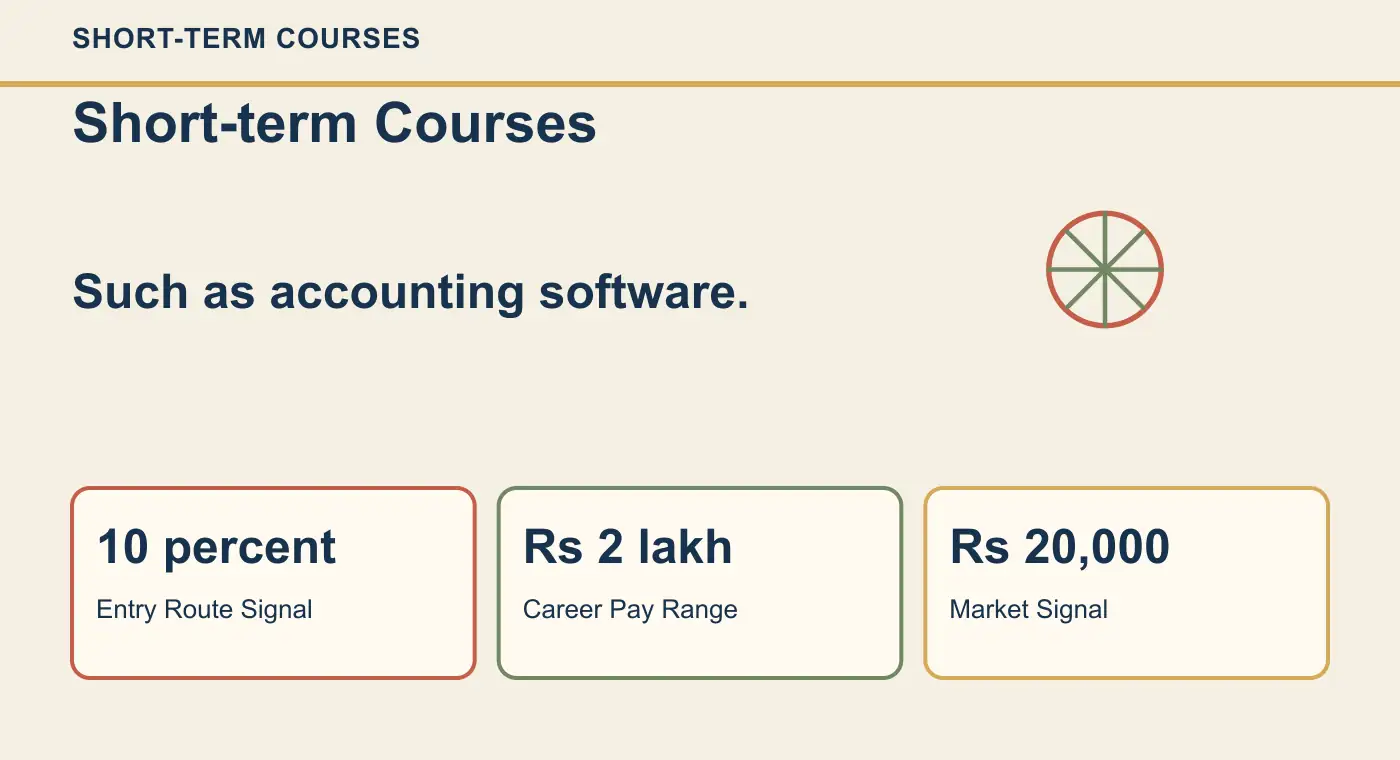 SHORT-TERM COURSES
Short-term Courses
Such as accounting software.
10 percent
Entry Route Signal
Rs 2 lakh
Career Pay Range
Rs 20,000
Market Signal